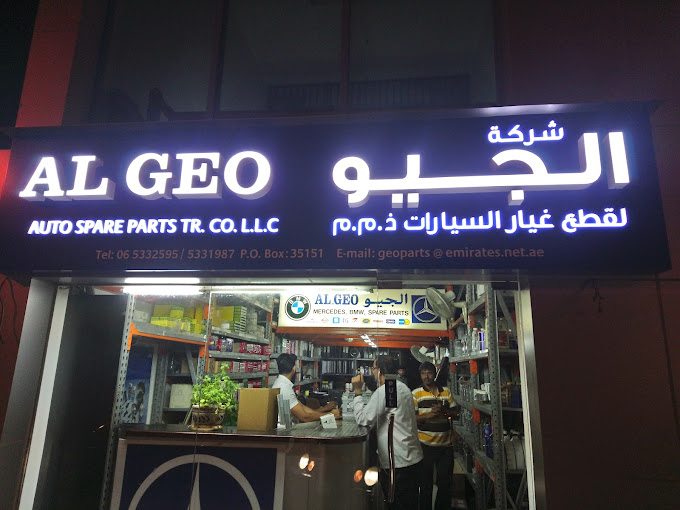 شركة
AL GEO الجيو
AUTO SPARE PARTS TR. CO. L.L.C لقطع غيار السيارات ذ.م.م
Tel: 06 5332595 / 5331987 P.O. Box: 35151 E-mail: geoparts @ emirates.net.ae
AL GEO الجيو
MERCEDES, BMW, SPARE PARTS